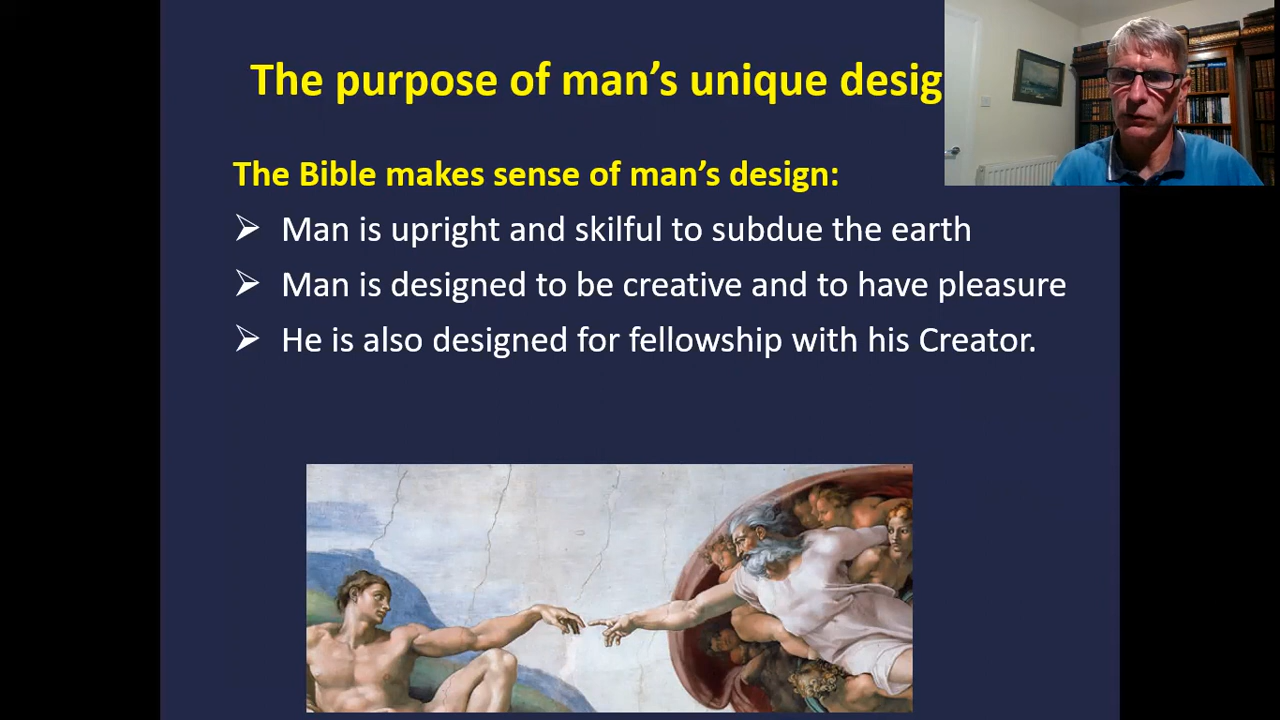 The purpose of man's unique desig
The Bible makes sense of man's design:
Man is upright and skilful to subdue the earth
Man is designed to be creative and to have pleasure
He is also designed for fellowship with his Creator.